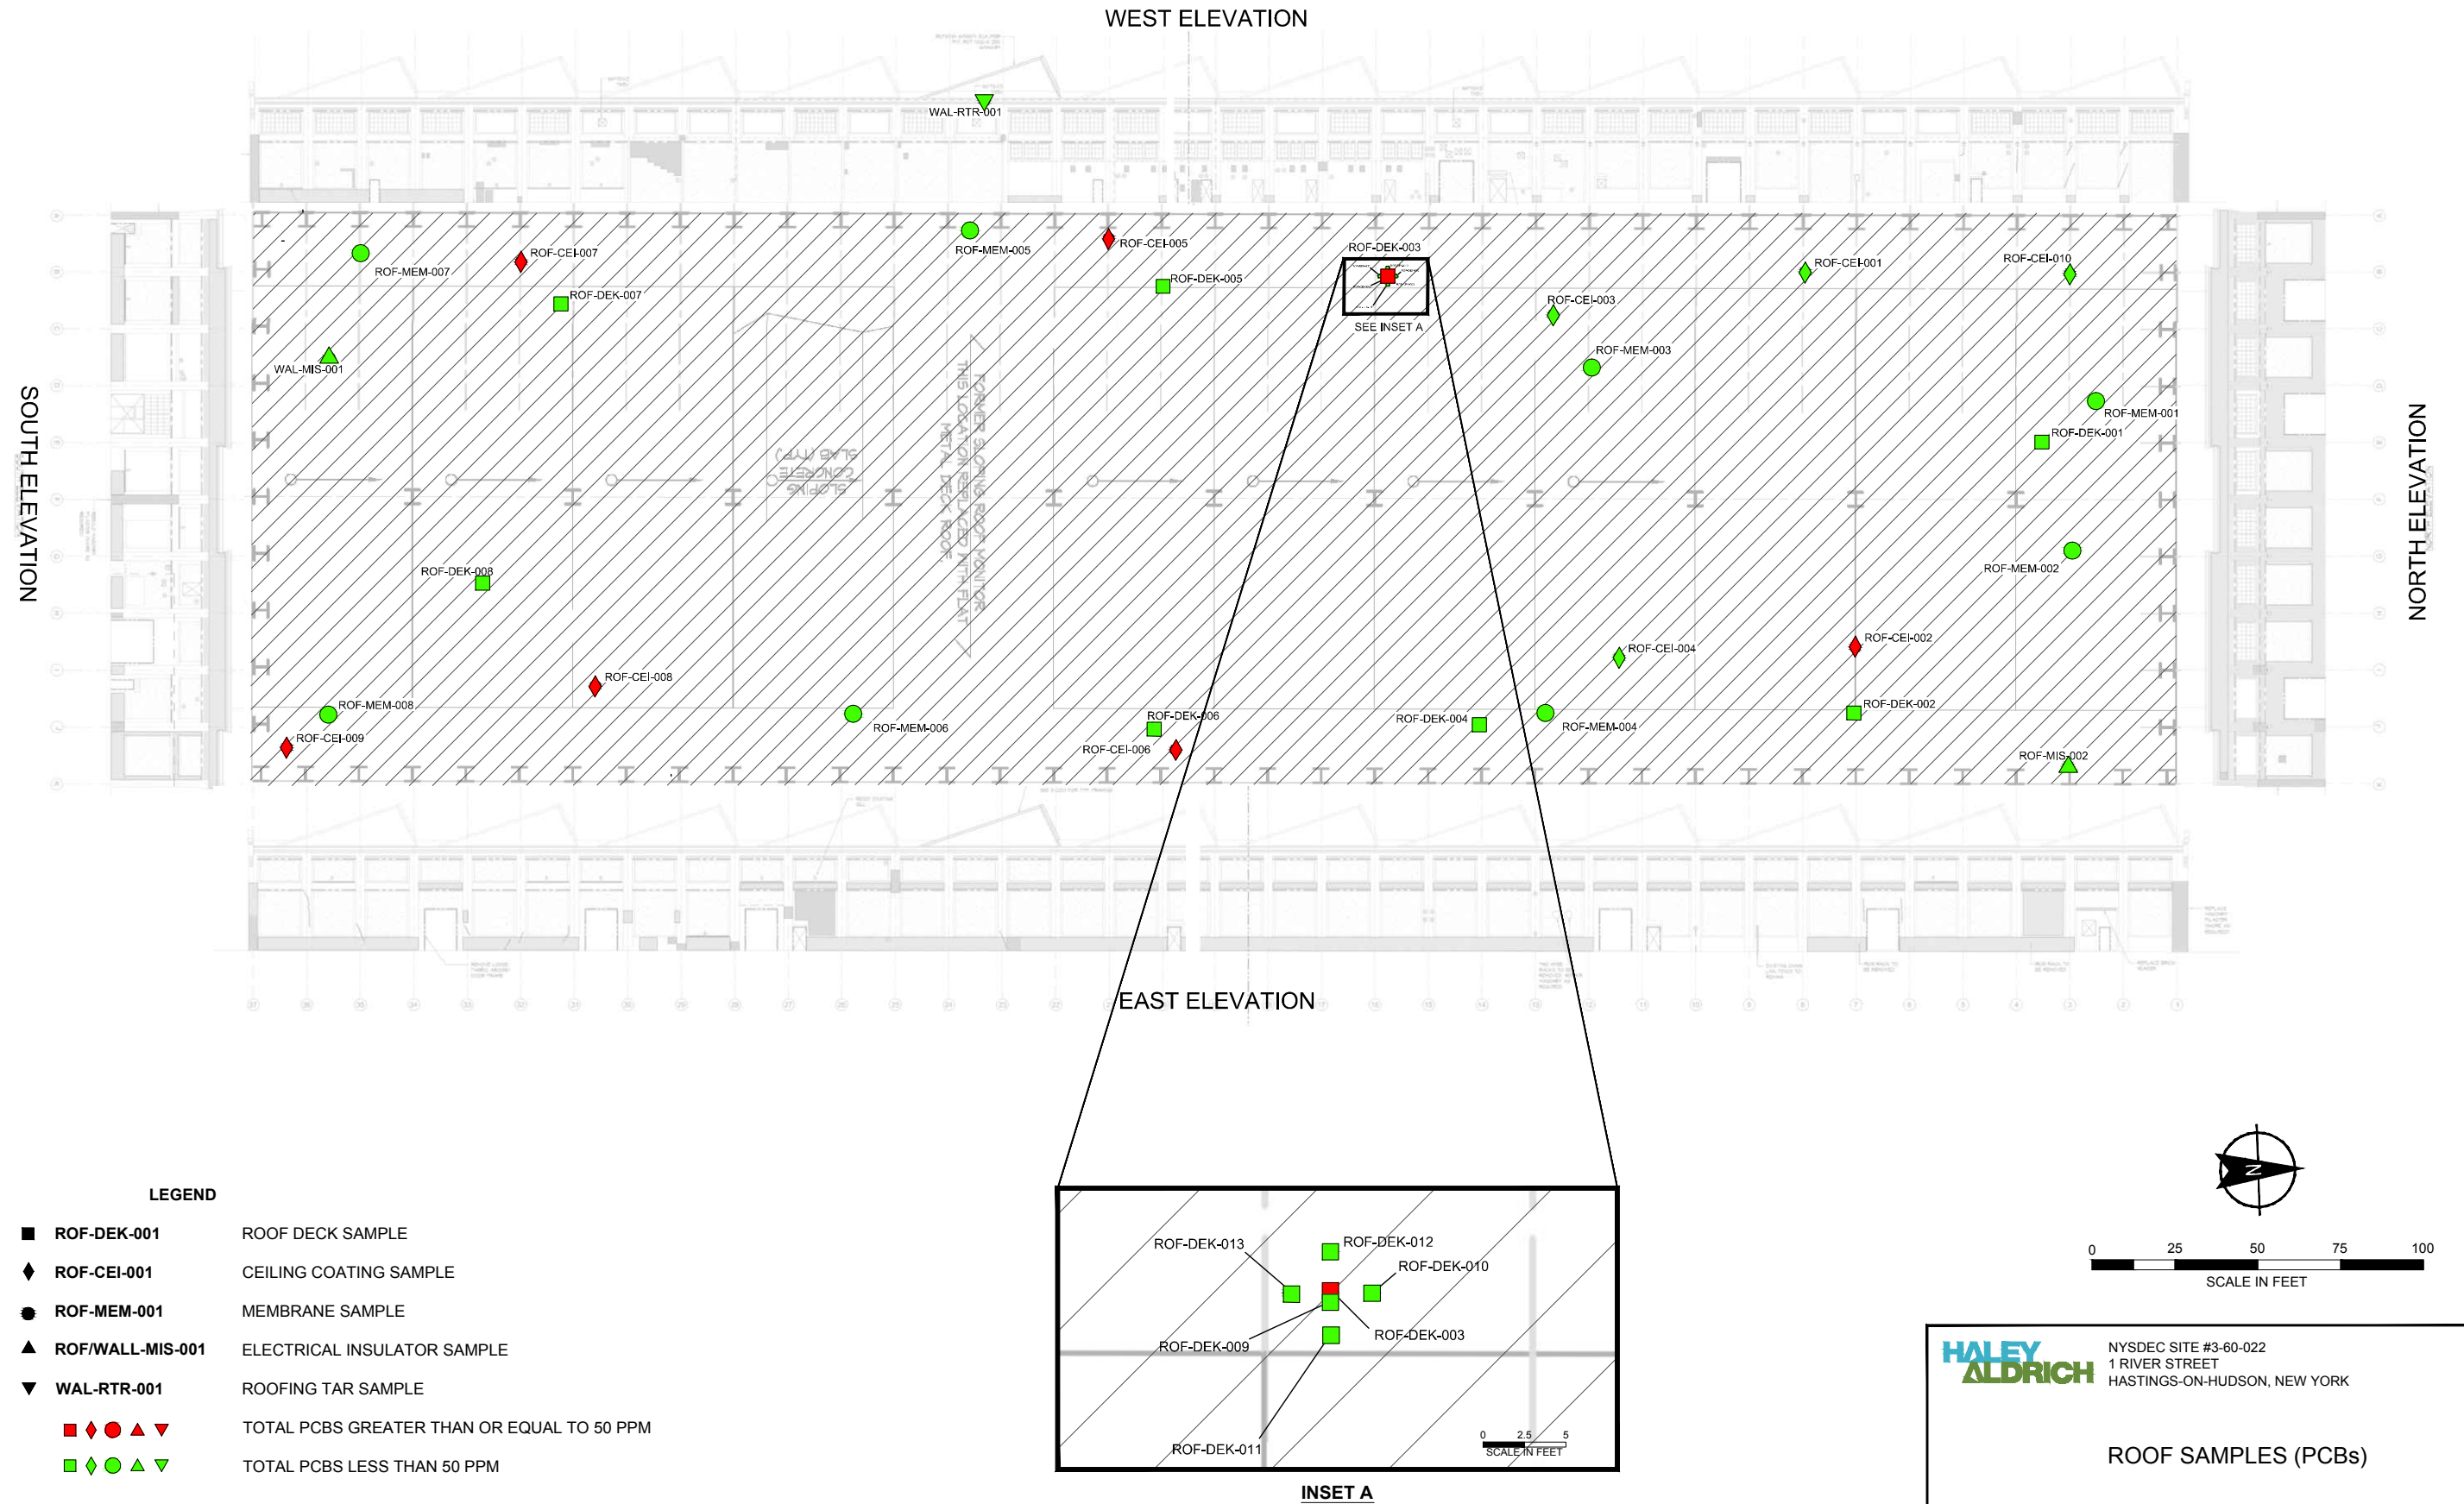 WEST ELEVATION
WAL-RTR-001
ROF-MEM-007
ROF-CEI-007
ROF-DEK-007
WAL-MIS-001
ROF-MEM-005
ROF-CEI-005
ROF-DEK-005
ROF-DEK-003
SEE INSET A
ROF-CEI-001
ROF-CEI-010
ROF-CEI-003
ROF-MEM-003
ROF-MEM-001
ROF-DEK-001
SOUTH ELEVATION
NORTH ELEVATION
SLOPING
CONCRETE
SLAB (TYP.)
FORMER SLOPING ROOF MONITOR
THIS LOCATION REPLACED WITH FLAT
METAL DECK ROOF
ROF-MEM-002
ROF-DEK-008
ROF-CEI-008
ROF-CEI-004
ROF-CEI-002
ROF-MEM-008
ROF-CEI-009
ROF-MEM-006
ROF-DEK-006
ROF-CEI-006
ROF-DEK-004
ROF-MEM-004
ROF-DEK-002
ROF-MIS-002
EAST ELEVATION
LEGEND
ROF-DEK-001 ROOF DECK SAMPLE
ROF-CEI-001 CEILING COATING SAMPLE
ROF-MEM-001 MEMBRANE SAMPLE
ROF/WALL-MIS-001 ELECTRICAL INSULATOR SAMPLE
WAL-RTR-001 ROOFING TAR SAMPLE
TOTAL PCBS GREATER THAN OR EQUAL TO 50 PPM
TOTAL PCBS LESS THAN 50 PPM
ROF-DEK-013
ROF-DEK-012
ROF-DEK-010
ROF-DEK-009
ROF-DEK-003
ROF-DEK-011
0 2.5 5
SCALE IN FEET
INSET A
N
0 25 50 75 100
SCALE IN FEET
HALEY
ALDRICH
NYSDEC SITE #3-60-022
1 RIVER STREET
HASTINGS-ON-HUDSON, NEW YORK
ROOF SAMPLES (PCBs)